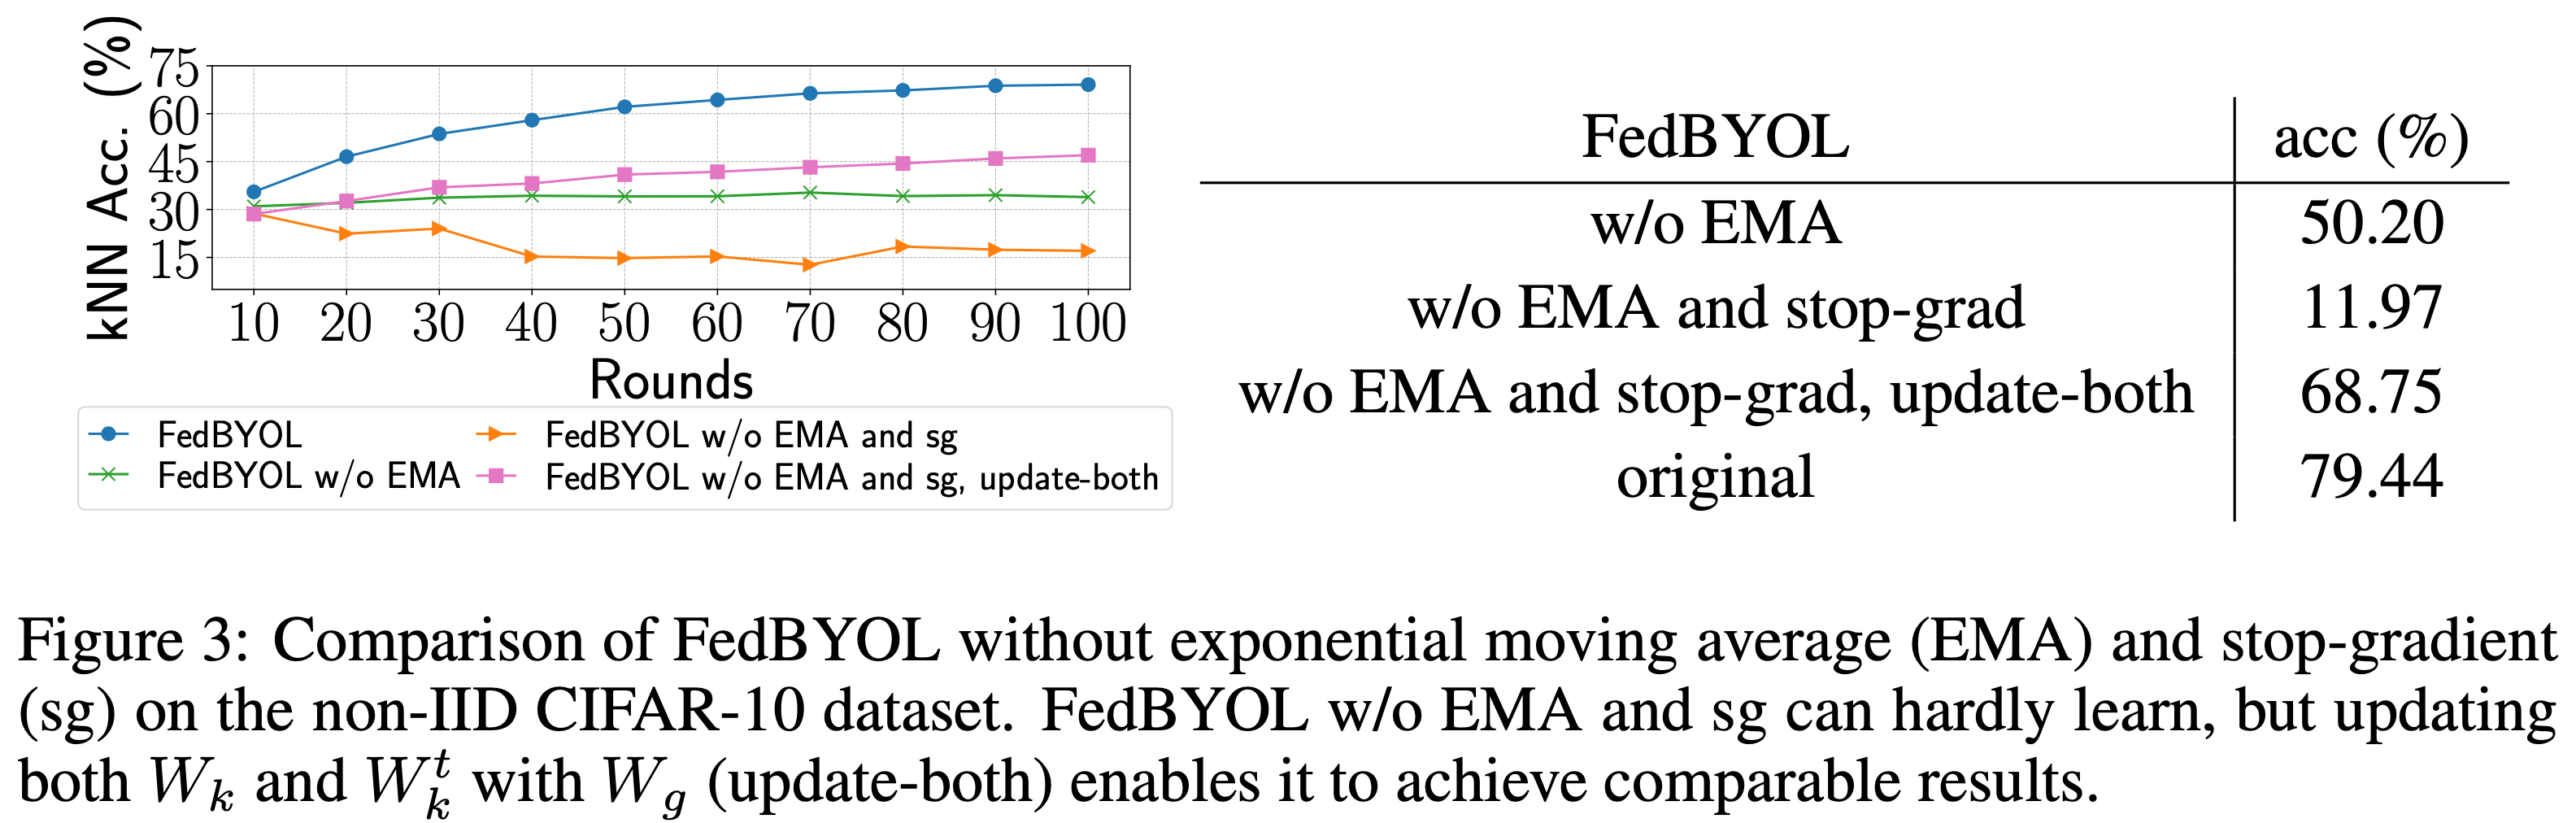 kNN Acc. (%)
75
60
45
30
15
10 20 30 40 50 60 70 80 90 100
Rounds
FedBYOL
FedBYOL w/o EMA
FedBYOL w/o EMA and sg
FedBYOL w/o EMA and sg, update-both
FedBYOL acc (%)
w/o EMA 50.20
w/o EMA and stop-grad 11.97
w/o EMA and stop-grad, update-both 68.75
original 79.44
Figure 3: Comparison of FedBYOL without exponential moving average (EMA) and stop-gradient
(sg) on the non-IID CIFAR-10 dataset. FedBYOL w/o EMA and sg can hardly learn, but updating
both $W_k$ and $W_k^t$ with $W_g$ (update-both) enables it to achieve comparable results.